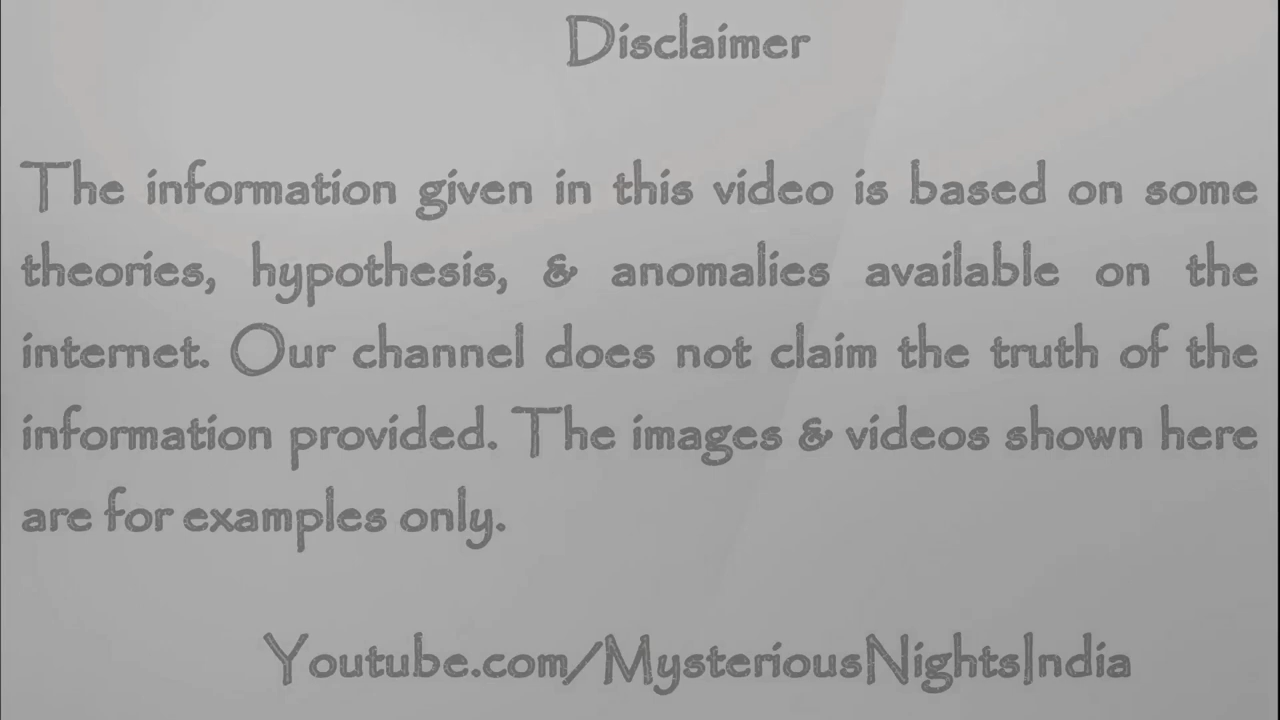 Disclaimer
The information given in this video is based on some
theories, hypothesis, & anomalies available on the
internet. Our channel does not claim the truth of the
information provided. The images & videos shown here
are for examples only.
Youtube.com/MysteriousNightsIndia